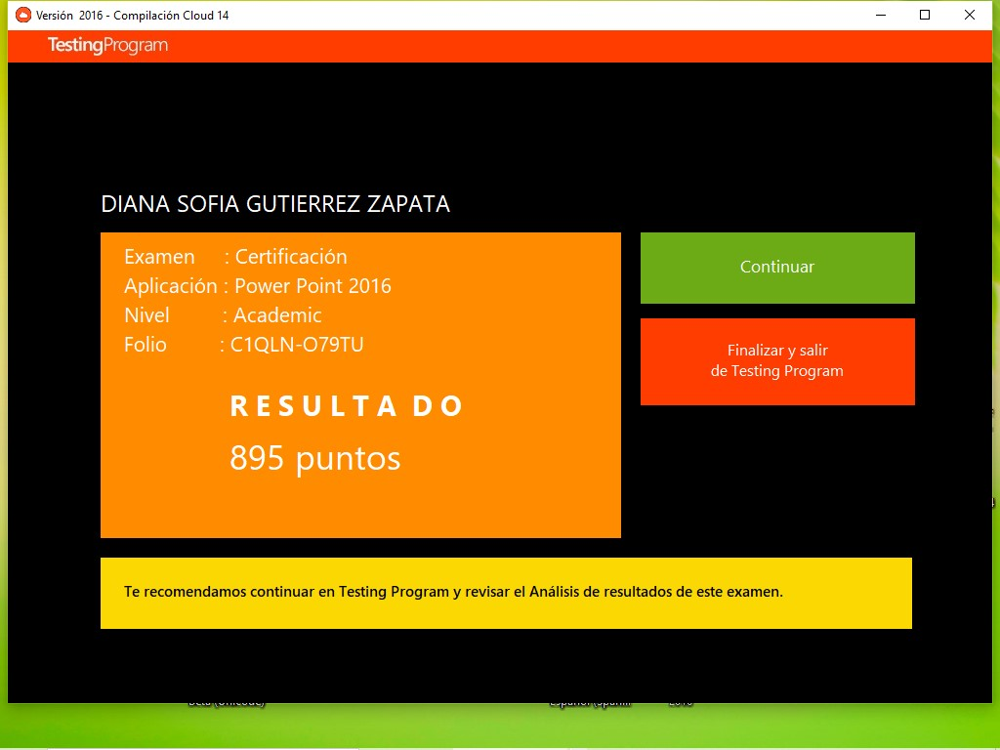 Versión 2016 - Compilación Cloud 14
TestingProgram
DIANA SOFIA GUTIERREZ ZAPATA
Examen : Certificación
Aplicación : Power Point 2016
Nivel : Academic
Folio : C1QLN-O79TU
RESULTADO
895 puntos
Continuar
Finalizar y salir
de Testing Program
Te recomendamos continuar en Testing Program y revisar el Análisis de resultados de este examen.